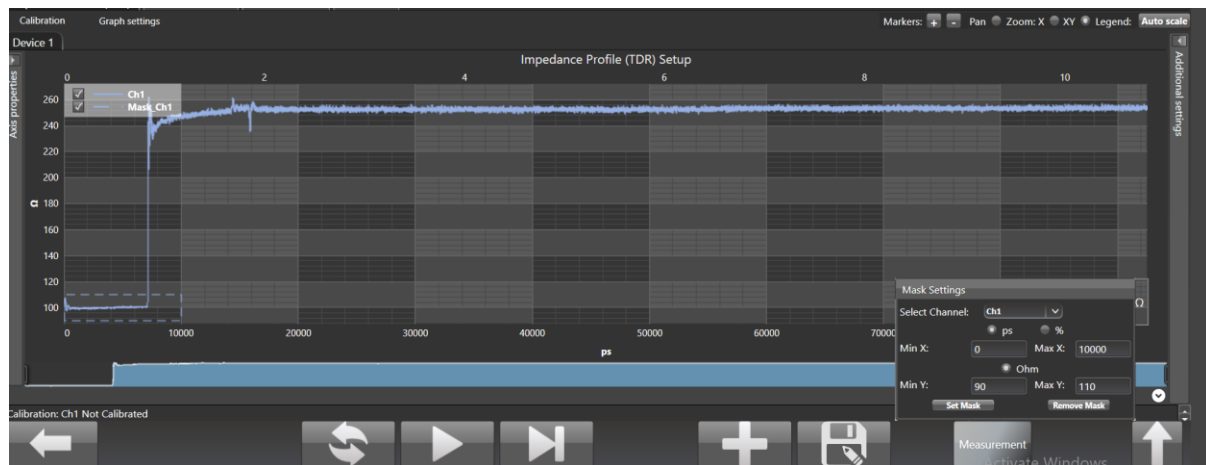 Calibration Graph settings Markers: + - Pan Zoom: X XY Legend: Auto scale
Device 1
Impedance Profile (TDR) Setup
0 2 4 6 8 10
Ch1
Mask_Ch1
Axis properties
Additional settings
260
240
220
200
Ω 180
160
140
120
100
Ω
0 10000 20000 30000 40000 50000 60000
ps
Mask Settings
Select Channel: Ch1
ps %
Min X: 0 Max X: 10000
Ohm
Min Y: 90 Max Y: 110
Set Mask Remove Mask
Calibration: Ch1 Not Calibrated
Measurement
Activate Windows